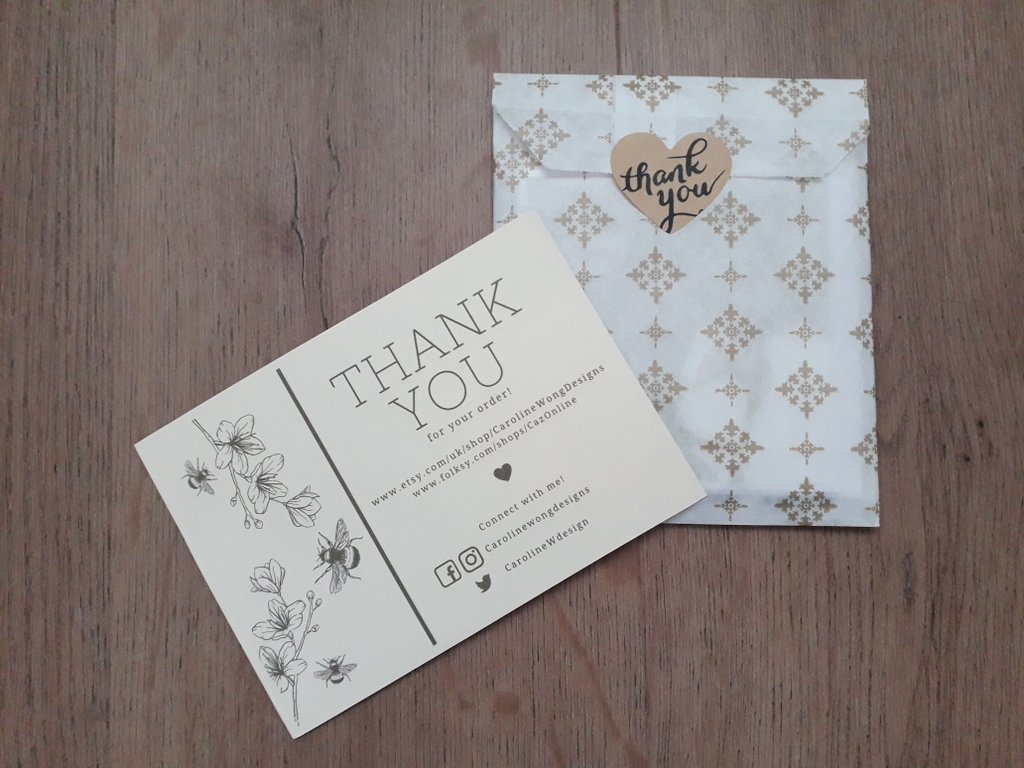 thank
you
THANK
YOU
for your order!
www.etsy.com/uk/shop/CarolineWongDesigns
www.folksy.com/shops/CazOnline
Connect with me!
Carolinewongdesigns
CarolineWdesign